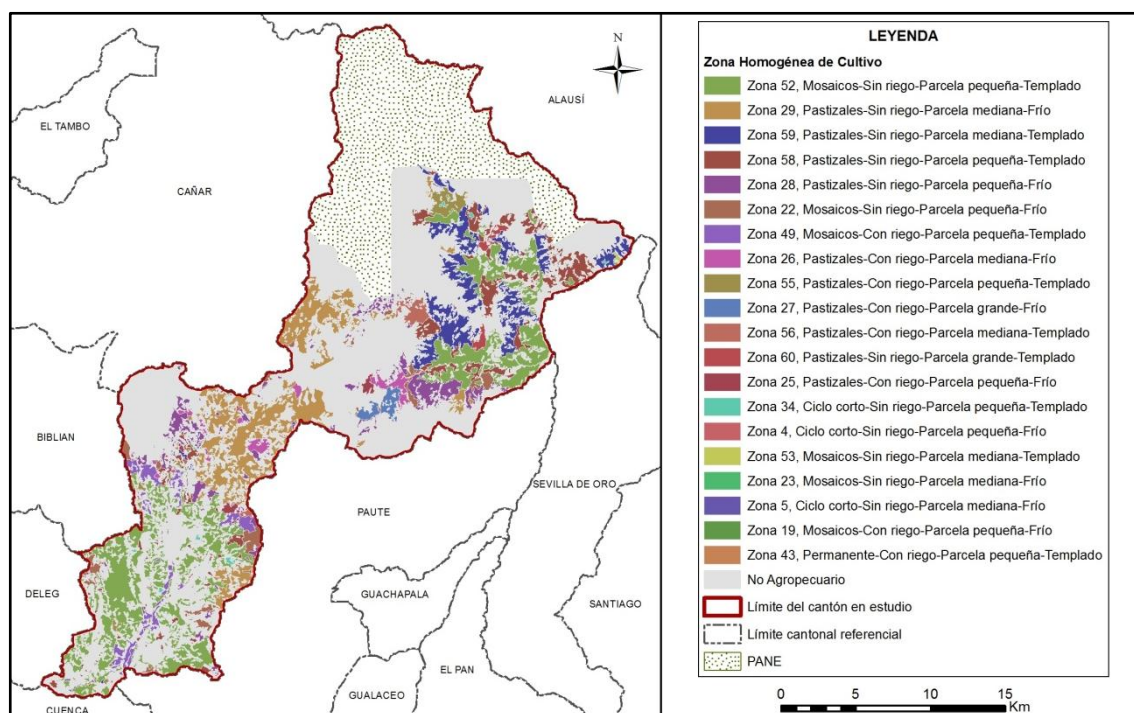 N
ALAUSÍ
EL TAMBO
CAÑAR
BIBLIAN
SEVILLA DE ORO
PAUTE
DELEG
GUACHAPALA
SANTIAGO
EL PAN
GUALACEO
CUENCA
LEYENDA
Zona Homogénea de Cultivo
Zona 52, Mosaicos-Sin riego-Parcela pequeña-Templado
Zona 29, Pastizales-Sin riego-Parcela mediana-Frío
Zona 59, Pastizales-Sin riego-Parcela mediana-Templado
Zona 58, Pastizales-Sin riego-Parcela pequeña-Templado
Zona 28, Pastizales-Sin riego-Parcela pequeña-Frío
Zona 22, Mosaicos-Sin riego-Parcela pequeña-Frío
Zona 49, Mosaicos-Con riego-Parcela pequeña-Templado
Zona 26, Pastizales-Con riego-Parcela mediana-Frío
Zona 55, Pastizales-Con riego-Parcela pequeña-Templado
Zona 27, Pastizales-Con riego-Parcela grande-Frío
Zona 56, Pastizales-Con riego-Parcela mediana-Templado
Zona 60, Pastizales-Sin riego-Parcela grande-Templado
Zona 25, Pastizales-Con riego-Parcela pequeña-Frío
Zona 34, Ciclo corto-Sin riego-Parcela pequeña-Templado
Zona 4, Ciclo corto-Sin riego-Parcela pequeña-Frío
Zona 53, Mosaicos-Sin riego-Parcela mediana-Templado
Zona 23, Mosaicos-Sin riego-Parcela mediana-Frío
Zona 5, Ciclo corto-Sin riego-Parcela mediana-Frío
Zona 19, Mosaicos-Con riego-Parcela pequeña-Frío
Zona 43, Permanente-Con riego-Parcela pequeña-Templado
No Agropecuario
Límite del cantón en estudio
Límite cantonal referencial
PANE
0 5 10 15
Km